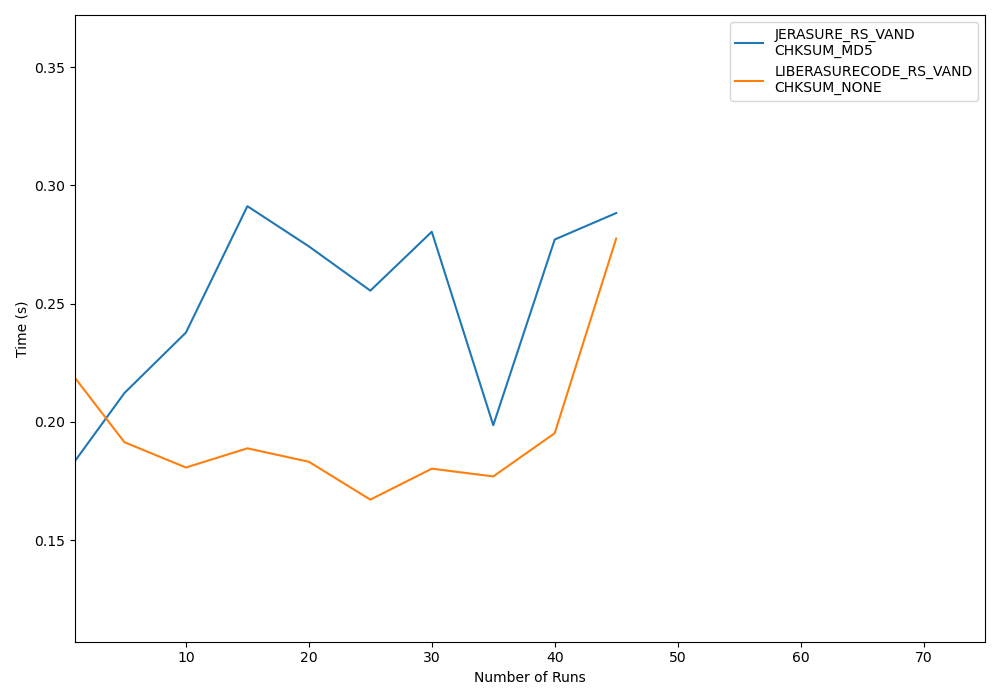 JERASURE_RS_VAND
CHKSUM_MD5
LIBERASURECODE_RS_VAND
CHKSUM_NONE
0.35
0.30
0.25
0.20
0.15
Time (s)
10 20 30 40 50 60 70
Number of Runs